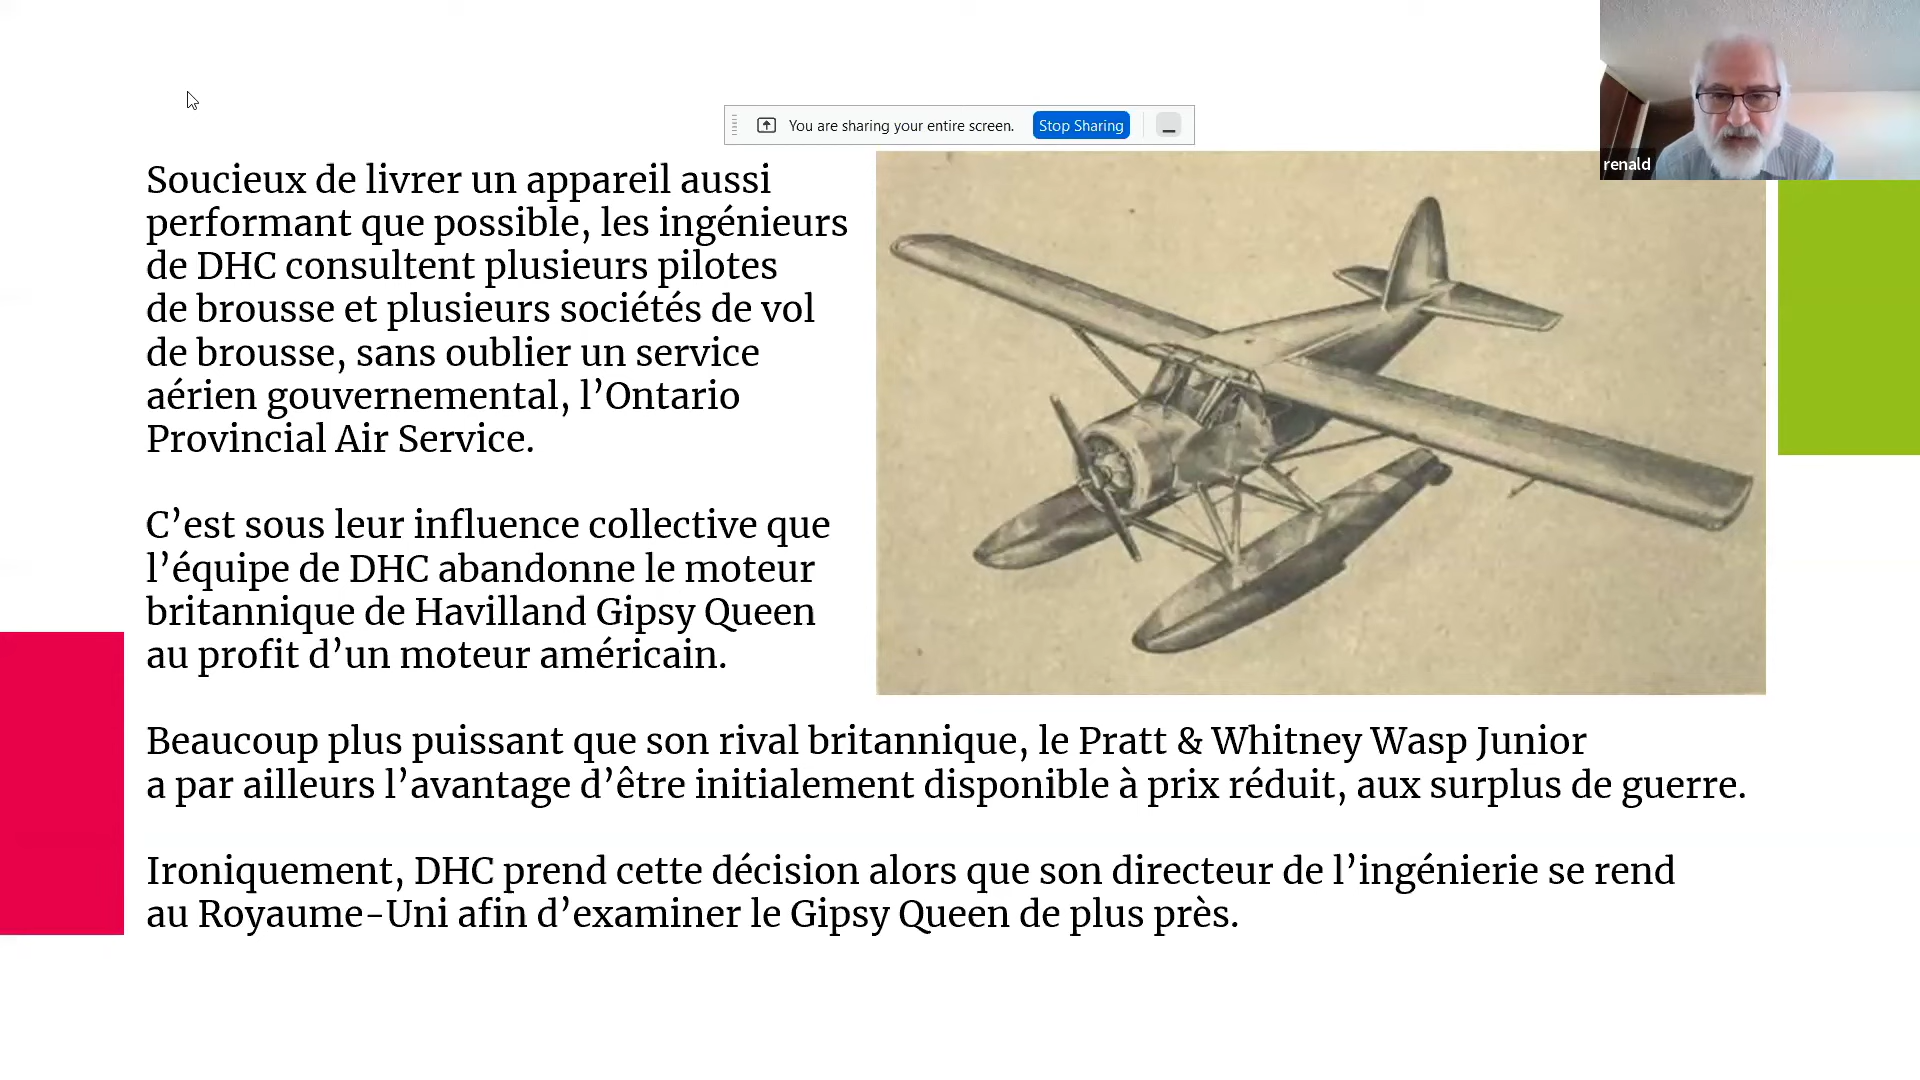 You are sharing your entire screen. Stop Sharing
renald
Soucieux de livrer un appareil aussi
performant que possible, les ingénieurs
de DHC consultent plusieurs pilotes
de brousse et plusieurs sociétés de vol
de brousse, sans oublier un service
aérien gouvernemental, l’Ontario
Provincial Air Service.
C’est sous leur influence collective que
l’équipe de DHC abandonne le moteur
britannique de Havilland Gipsy Queen
au profit d’un moteur américain.
Beaucoup plus puissant que son rival britannique, le Pratt & Whitney Wasp Junior
a par ailleurs l’avantage d’être initialement disponible à prix réduit, aux surplus de guerre.
Ironiquement, DHC prend cette décision alors que son directeur de l’ingénierie se rend
au Royaume-Uni afin d’examiner le Gipsy Queen de plus près.